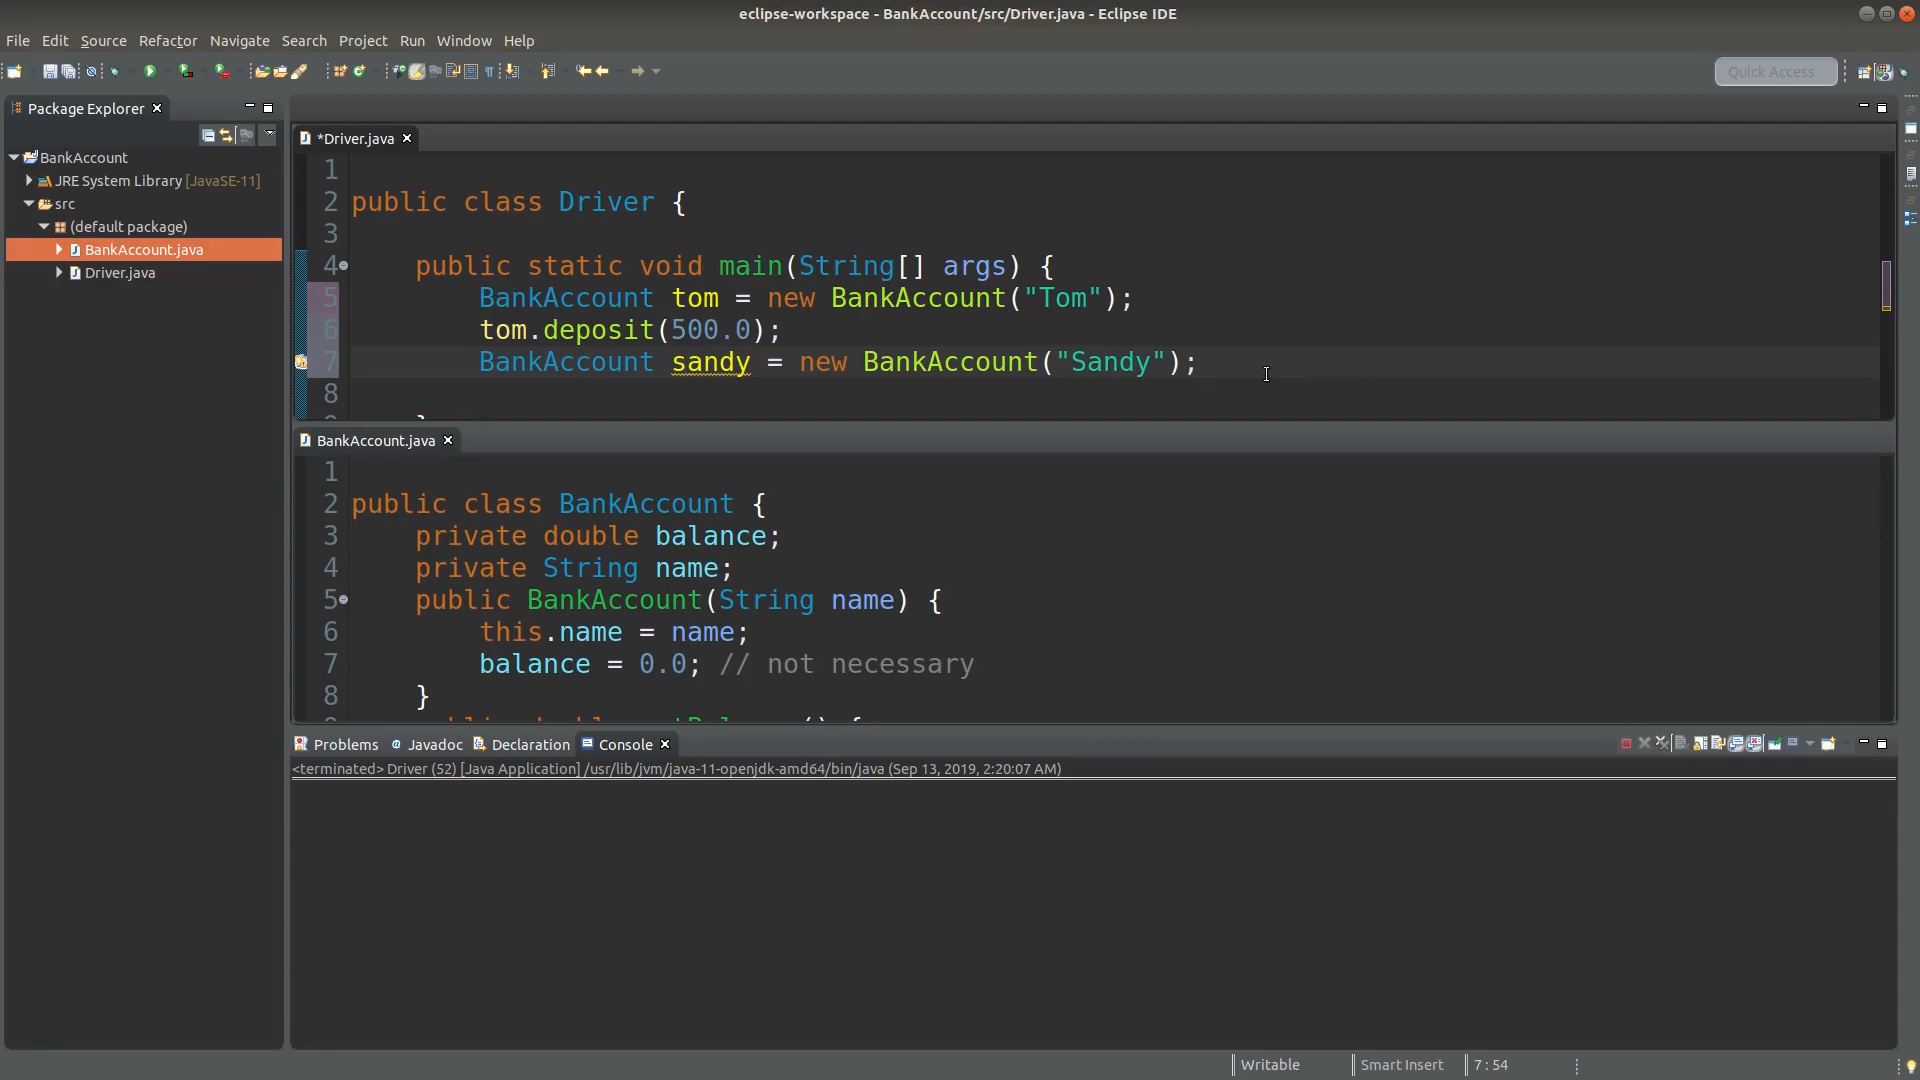 eclipse-workspace - BankAccount/src/Driver.java - Eclipse IDE
File Edit Source Refactor Navigate Search Project Run Window Help
Quick Access
Package Explorer
BankAccount
JRE System Library [JavaSE-11]
src
(default package)
BankAccount.java
Driver.java
*Driver.java
1
2 public class Driver {
3
4 public static void main(String[] args) {
5 BankAccount tom = new BankAccount("Tom");
6 tom.deposit(500.0);
7 BankAccount sandy = new BankAccount("Sandy");
8
BankAccount.java
1
2 public class BankAccount {
3 private double balance;
4 private String name;
5 public BankAccount(String name) {
6 this.name = name;
7 balance = 0.0; // not necessary
8 }
Problems Javadoc Declaration Console
<terminated> Driver (52) [Java Application] /usr/lib/jvm/java-11-openjdk-amd64/bin/java (Sep 13, 2019, 2:20:07 AM)
Writable Smart Insert 7 : 54